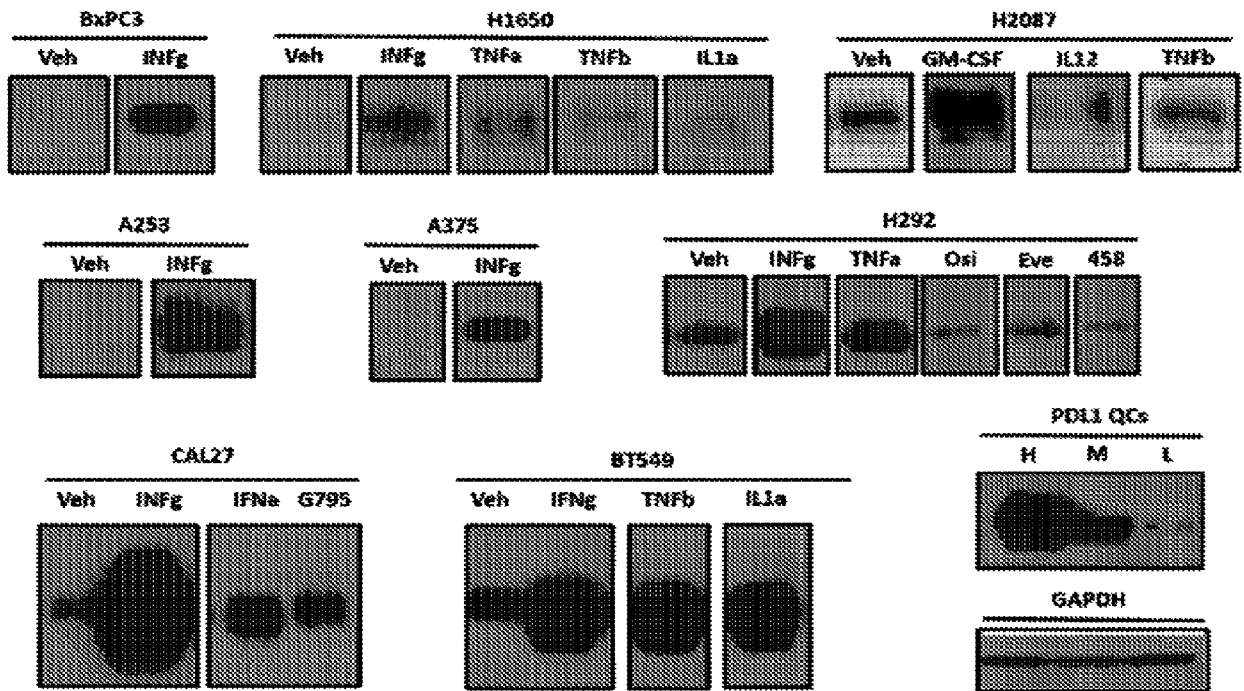 BxPC3 H1650 H2087
Veh INFg Veh INFg TNFa TNFb IL1a Veh GM-CSF IL12 TNFb
A253 A375 H292
Veh INFg Veh INFg Veh INFg TNFa Osi Eve 458
PDL1 QCs
CAL27 BT549 H M L
Veh INFg IFNa G795 Veh IFNg TNFb IL1a
GAPDH